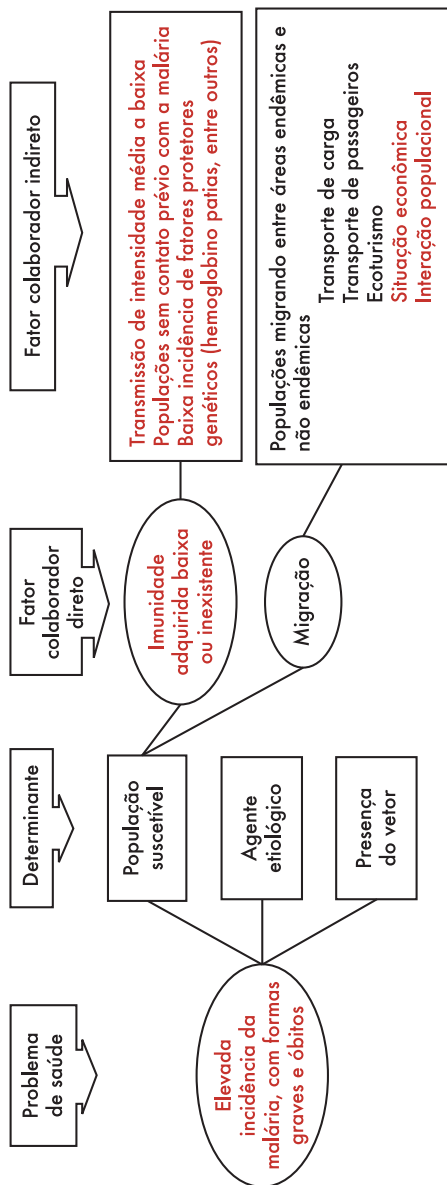 Problema
de saúde
Determinante
Fator
colaborador
direto
Fator colaborador indireto
Elevada
incidência da
malária, com formas
graves e óbitos
População
suscetível
Agente
etiológico
Presença
do vetor
Imunidade
adquirida baixa
ou inexistente
Migração
Transmissão de intensidade média a baixa
Populações sem contato prévio com a malária
Baixa incidência de fatores protetores
genéticos (hemoglobino patias, entre outros)
Populações migrando entre áreas endêmicas e
não endêmicas
Transporte de carga
Transporte de passageiros
Ecoturismo
Situação econômica
Interação populacional